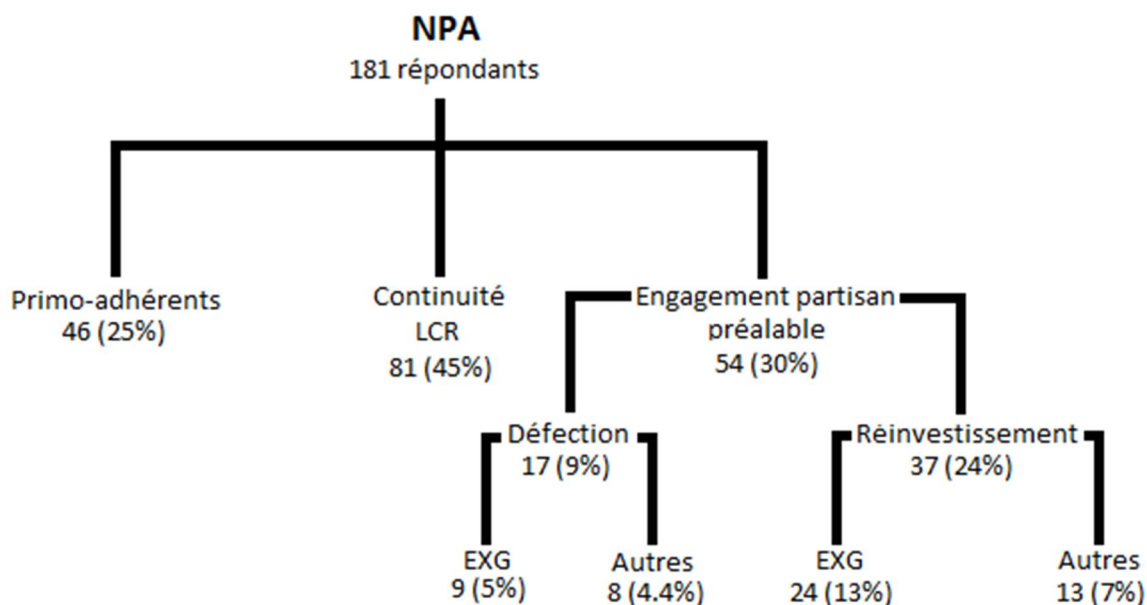 NPA
181 répondants
Primo-adhérents
46 (25%)
Continuité
LCR
81 (45%)
Engagement partisan
préalable
54 (30%)
Défection
17 (9%)
Réinvestissement
37 (24%)
EXG
9 (5%)
Autres
8 (4.4%)
EXG
24 (13%)
Autres
13 (7%)